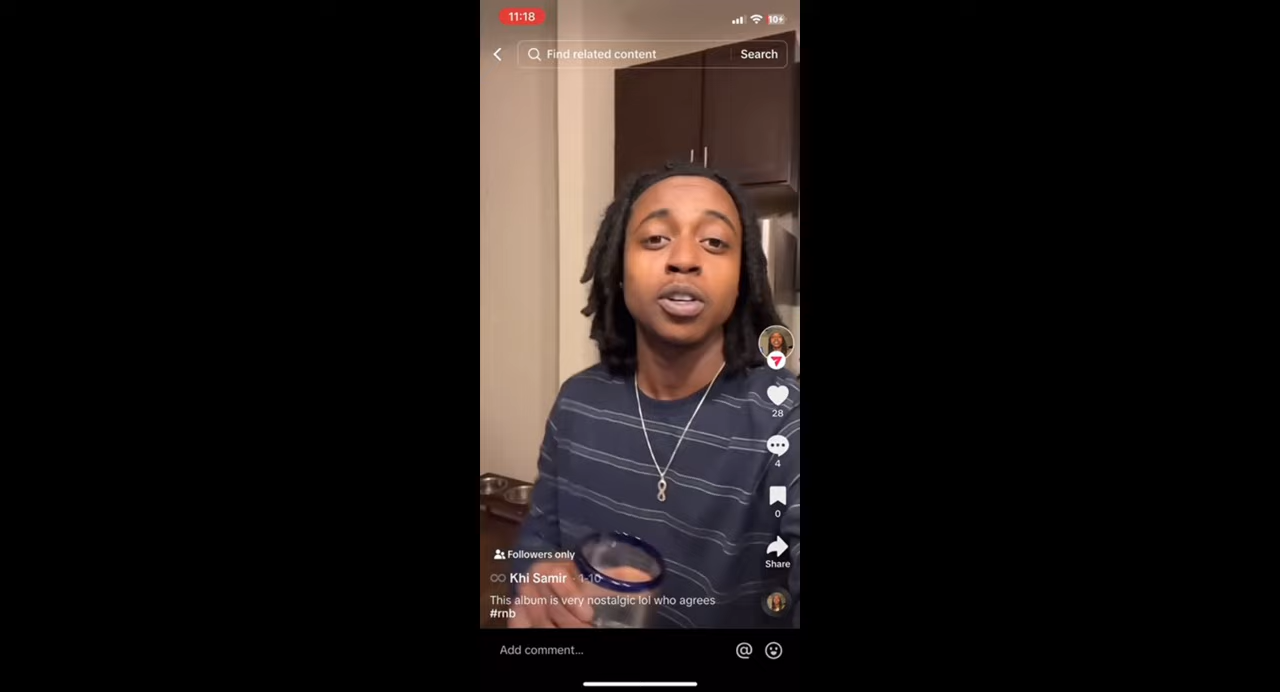 11:18
10+
Find related content
Search
28
4
0
Share
Followers only
Khi Samir · 1-10
This album is very nostalgic lol who agrees
#rnb
Add comment...
@